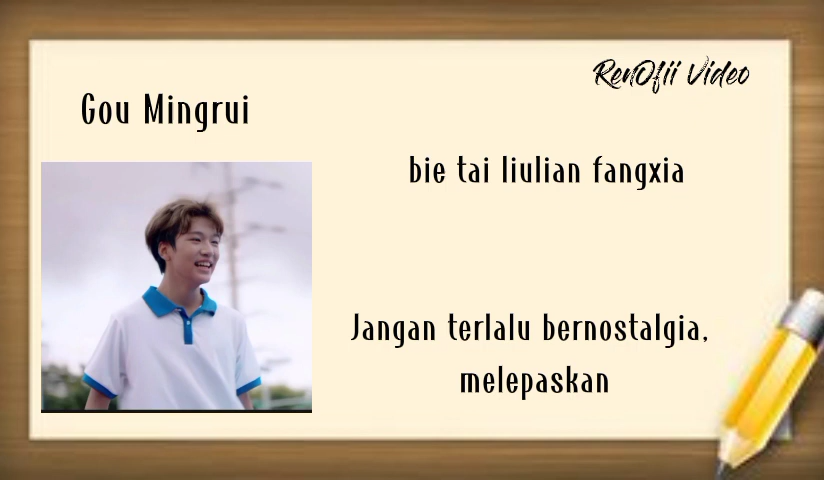 RenOfii Video
Gou Mingrui
bie tai liulian fangxia
Jangan terlalu bernostalgia,
melepaskan